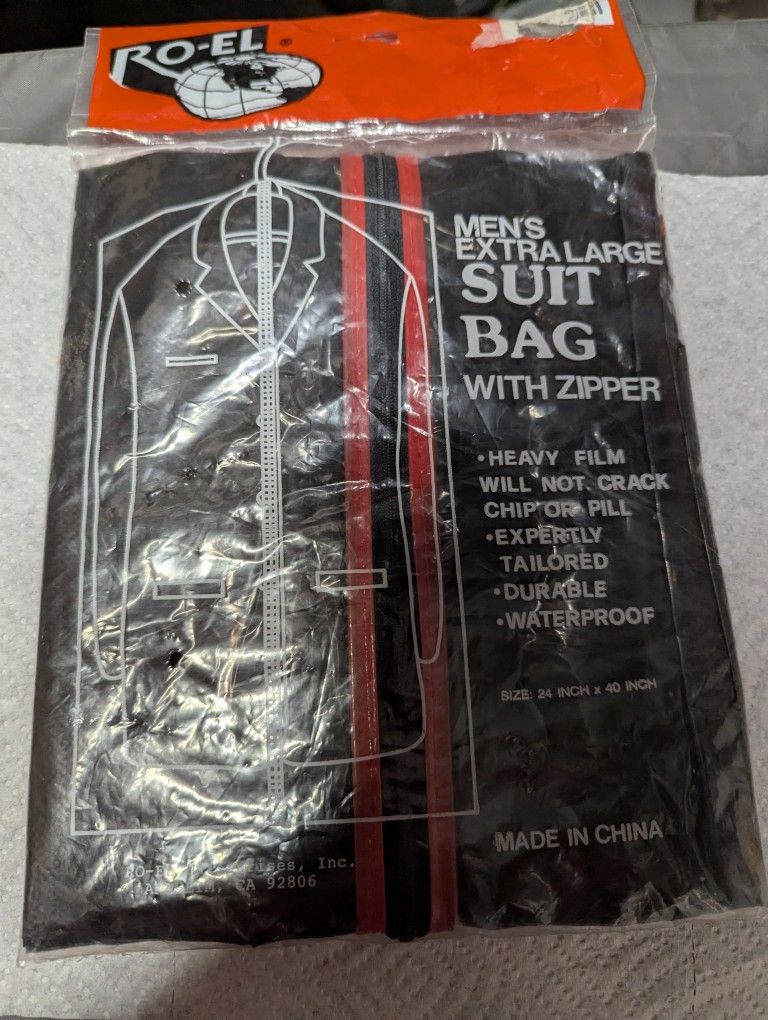 RO-EL ®
MEN'S
EXTRA LARGE
SUIT
BAG
WITH ZIPPER
•HEAVY FILM
WILL NOT CRACK
CHIP OR PILL
•EXPERTLY
TAILORED
•DURABLE
•WATERPROOF
SIZE: 24 INCH x 40 INCH
MADE IN CHINA
Inc.
CA 92806